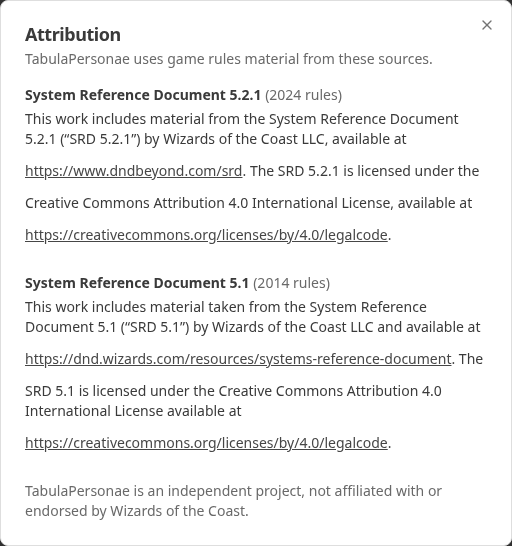 Attribution
TabulaPersonae uses game rules material from these sources.
System Reference Document 5.2.1 (2024 rules)
This work includes material from the System Reference Document
5.2.1 (“SRD 5.2.1”) by Wizards of the Coast LLC, available at
https://www.dndbeyond.com/srd. The SRD 5.2.1 is licensed under the
Creative Commons Attribution 4.0 International License, available at
https://creativecommons.org/licenses/by/4.0/legalcode.
System Reference Document 5.1 (2014 rules)
This work includes material taken from the System Reference
Document 5.1 (“SRD 5.1”) by Wizards of the Coast LLC and available at
https://dnd.wizards.com/resources/systems-reference-document. The
SRD 5.1 is licensed under the Creative Commons Attribution 4.0
International License available at
https://creativecommons.org/licenses/by/4.0/legalcode.
TabulaPersonae is an independent project, not affiliated with or
endorsed by Wizards of the Coast.